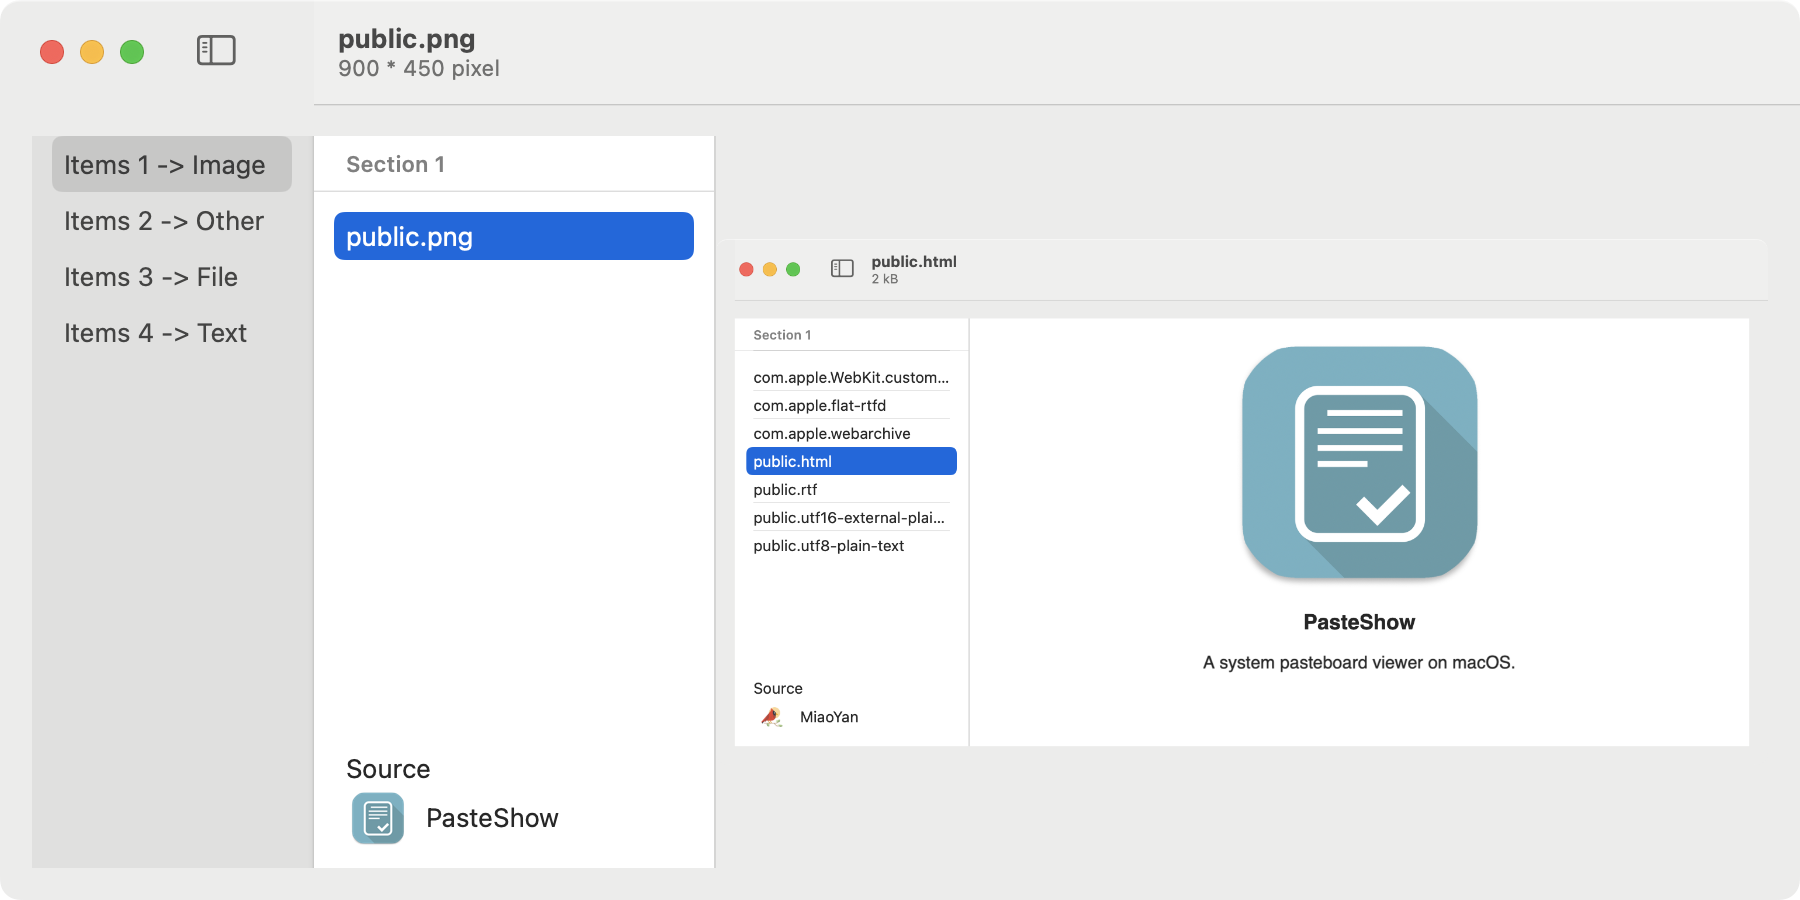 public.png
900 * 450 pixel
Items 1 -> Image
Items 2 -> Other
Items 3 -> File
Items 4 -> Text
Section 1
public.png
Source
PasteShow
public.html
2 kB
Section 1
com.apple.WebKit.custom...
com.apple.flat-rtfd
com.apple.webarchive
public.html
public.rtf
public.utf16-external-plai...
public.utf8-plain-text
Source
MiaoYan
PasteShow
A system pasteboard viewer on macOS.